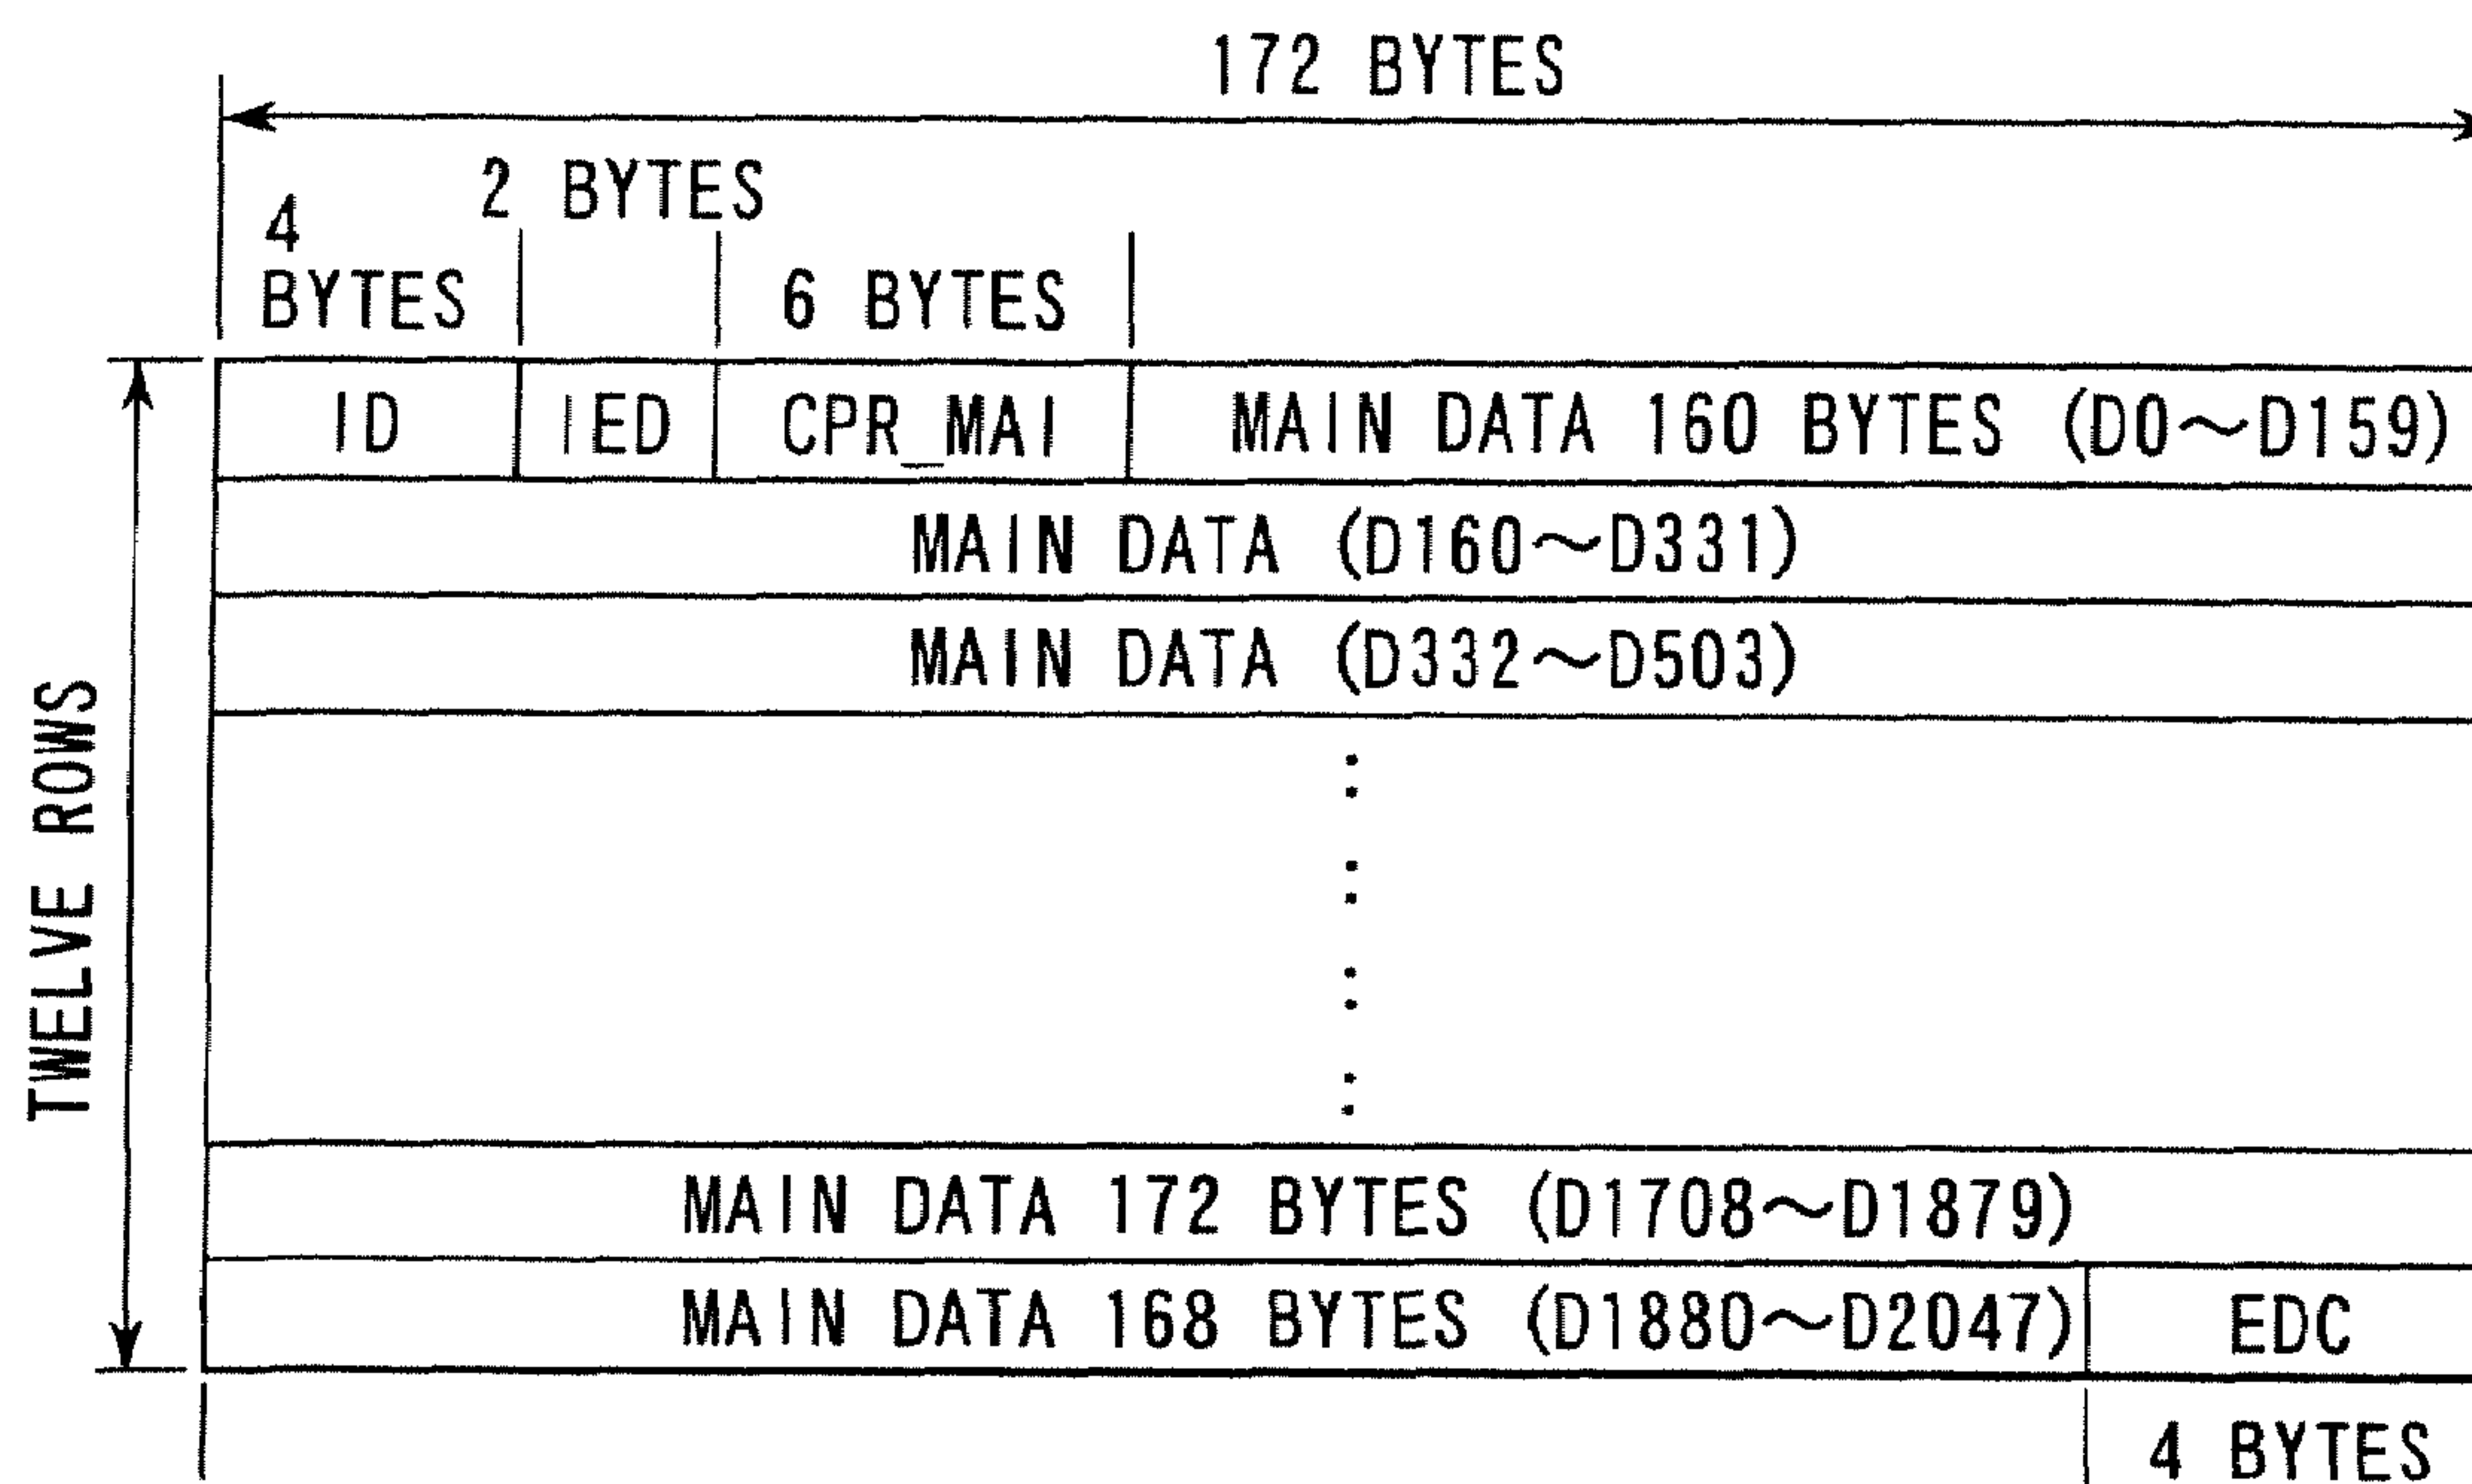 172 BYTES
2 BYTES
4
BYTES
6 BYTES
ID IED CPR_MAI MAIN DATA 160 BYTES (D0~D159)
MAIN DATA (D160~D331)
MAIN DATA (D332~D503)
TWELVE ROWS
MAIN DATA 172 BYTES (D1708~D1879)
MAIN DATA 168 BYTES (D1880~D2047) EDC
4 BYTES